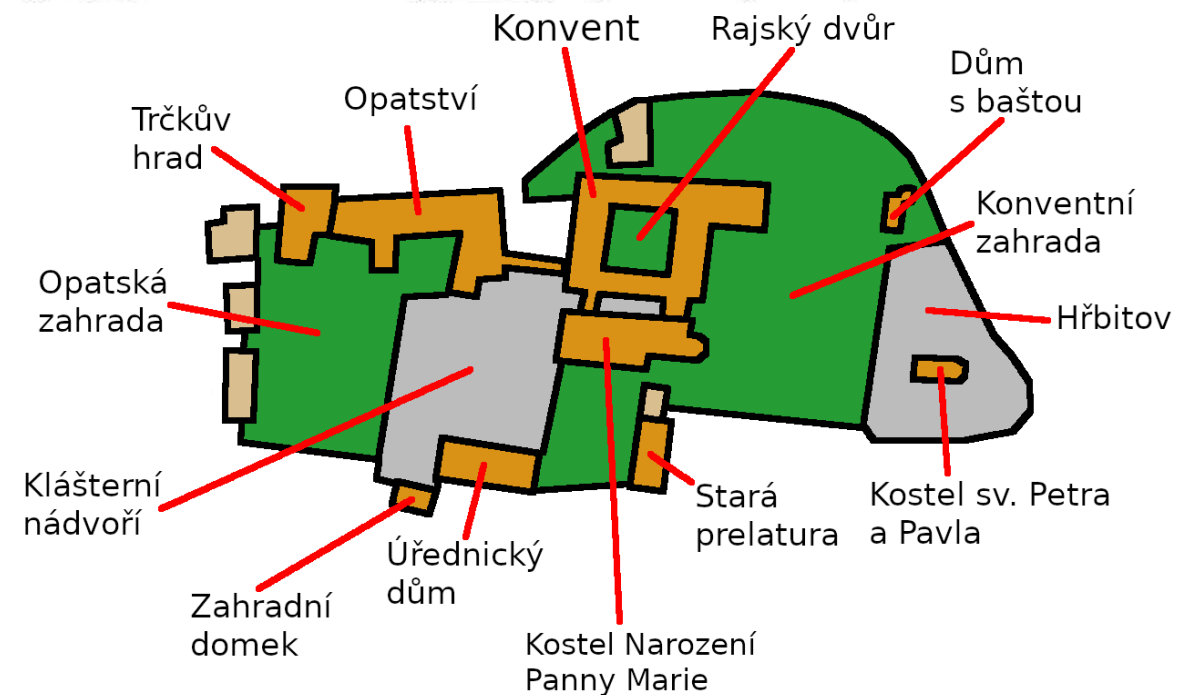 Konvent
Rajský dvůr
Dům
s baštou
Opatství
Trčkův
hrad
Konventní
zahrada
Opatská
zahrada
Hřbitov
Klášterní
nádvoří
Stará
prelatura
Kostel sv. Petra
a Pavla
Úřednický
dům
Zahradní
domek
Kostel Narození
Panny Marie